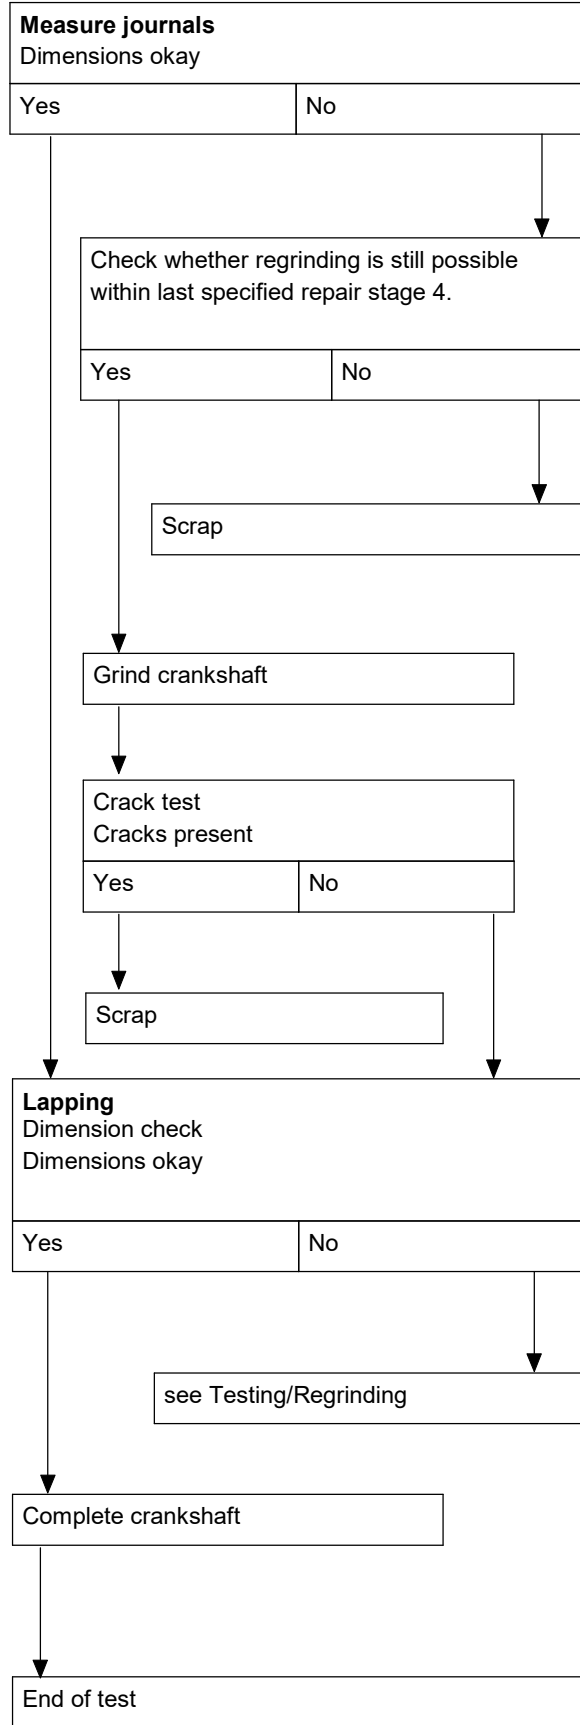 Measure journals
Dimensions okay
Yes
No
Check whether regrinding is still possible
within last specified repair stage 4.
Yes
No
Scrap
Grind crankshaft
Crack test
Cracks present
Yes
No
Scrap
Lapping
Dimension check
Dimensions okay
Yes
No
see Testing/Regrinding
Complete crankshaft
End of test